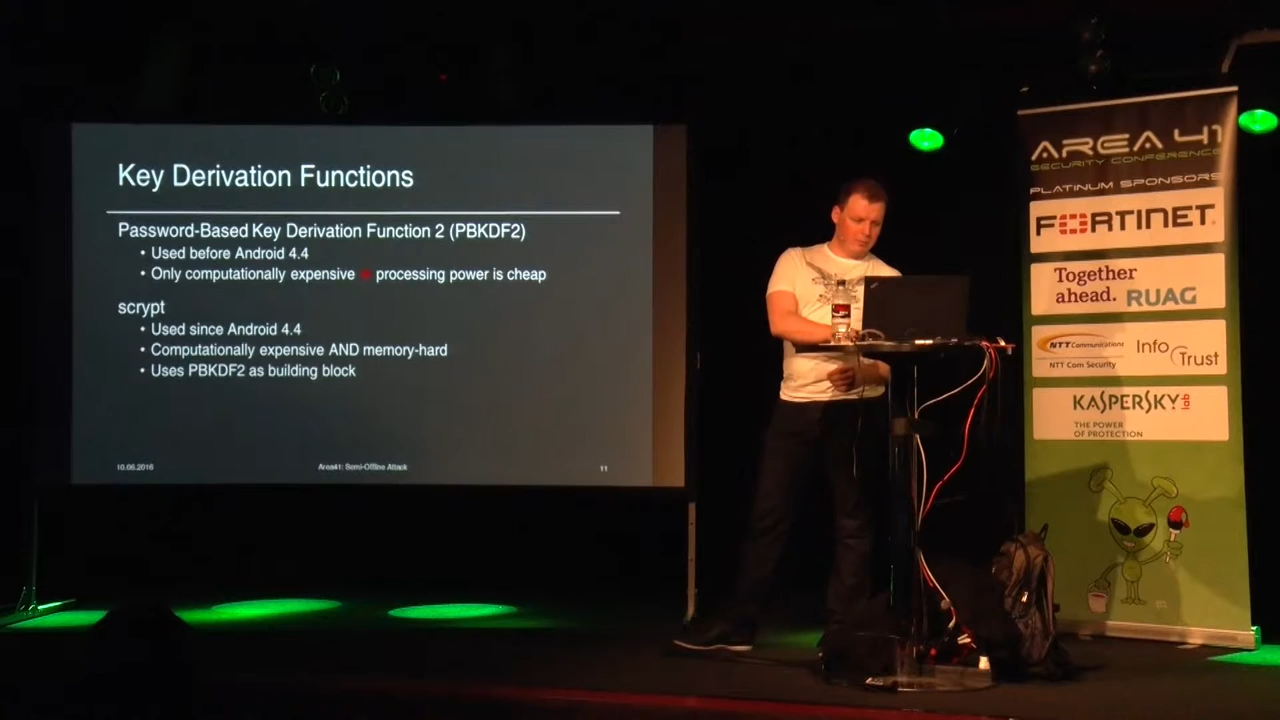 Key Derivation Functions
Password-Based Key Derivation Function 2 (PBKDF2)
• Used before Android 4.4
• Only computationally expensive processing power is cheap
scrypt
• Used since Android 4.4
• Computationally expensive AND memory-hard
• Uses PBKDF2 as building block
10.06.2016 Area41: Semi-Offline Attack 11
AREA 41
SECURITY CONFERENCE
PLATINUM SPONSORS
FORTINET
Together
ahead. RUAG
NTT Communications
NTT Com Security
Info
Trust
KASPERSKY lab
THE POWER
OF PROTECTION